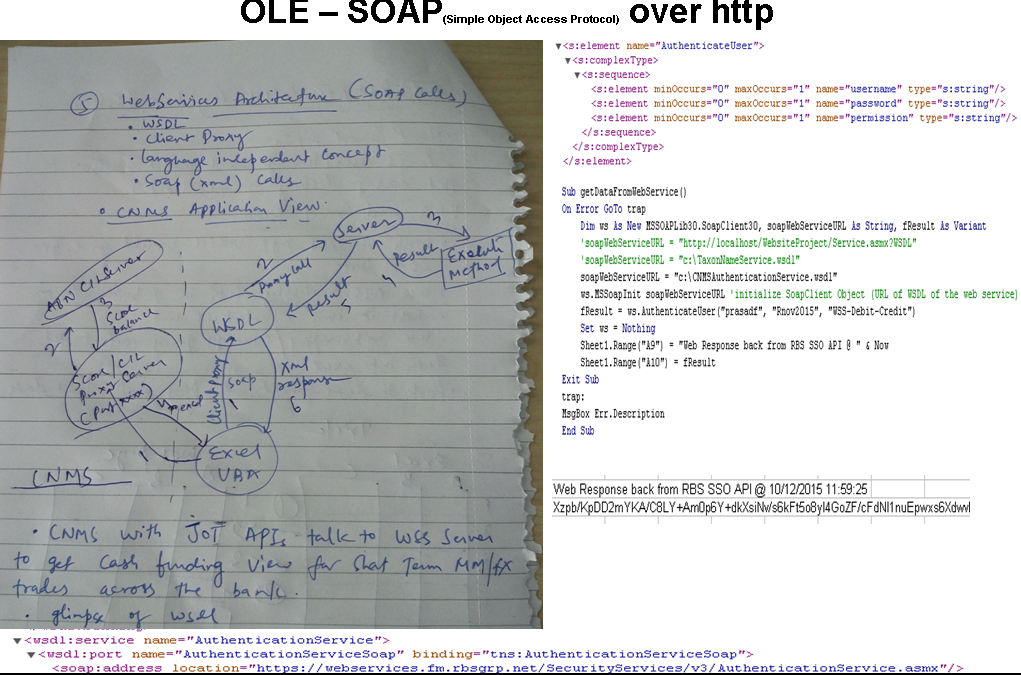 OLE – SOAP(Simple Object Access Protocol) over http
5 Webservices Architecture (SOAP calls)
• WSDL
• Client Proxy
• language independent concept
• Soap (xml) calls
• CNMS Application View
Server
3
Execute
Method
result
4
2
Proxy call
result
5
WSDL
Client Proxy
soap
1
xml
response
6
Excel
VBA
CIL Server
2
3
Score
balance
Score/CIL
Proxy Server
1
CNMS
• CNMS with JOT APIs talk to WSS Server
to get cash funding view for Short Term MM/FX
trades across the bank.
• glimpse of wsdl
▼<s:element name="AuthenticateUser">
▼<s:complexType>
▼<s:sequence>
<s:element minOccurs="0" maxOccurs="1" name="username" type="s:string"/>
<s:element minOccurs="0" maxOccurs="1" name="password" type="s:string"/>
<s:element minOccurs="0" maxOccurs="1" name="permission" type="s:string"/>
</s:sequence>
</s:complexType>
</s:element>
Sub getDataFromWebService()
On Error GoTo trap
Dim ws As New MSSOAPLib30.SoapClient30, soapWebServiceURL As String, fResult As Variant
'soapWebServiceURL = "http://localhost/WebsiteProject/Service.asmx?WSDL"
'soapWebServiceURL = "c:\TaxonNameService.wsdl"
soapWebServiceURL = "c:\CNMSAuthenticationService.wsdl"
ws.MSSoapInit soapWebServiceURL 'initialize SoapClient Object (URL of WSDL of the web service)
fResult = ws.AuthenticateUser("prasadf", "Rnov2015", "WSS-Debit-Credit")
Set ws = Nothing
Sheet1.Range("A9") = "Web Response back from RBS SSO API @ " & Now
Sheet1.Range("A10") = fResult
Exit Sub
trap:
MsgBox Err.Description
End Sub
Web Response back from RBS SSO API @ 10/12/2015 11:59:25
Xzpb/KpDD2mYKA/C8LY+Am0p6Y+dkXsiNw/s6kFt5o8yI4GoZF/cFdNl1nuEpwxs6Xdwwl
▼<wsdl:service name="AuthenticationService">
▼<wsdl:port name="AuthenticationServiceSoap" binding="tns:AuthenticationServiceSoap">
<soap:address location="https://webservices.fm.rbsgrp.net/SecurityServices/v3/AuthenticationService.asmx"/>